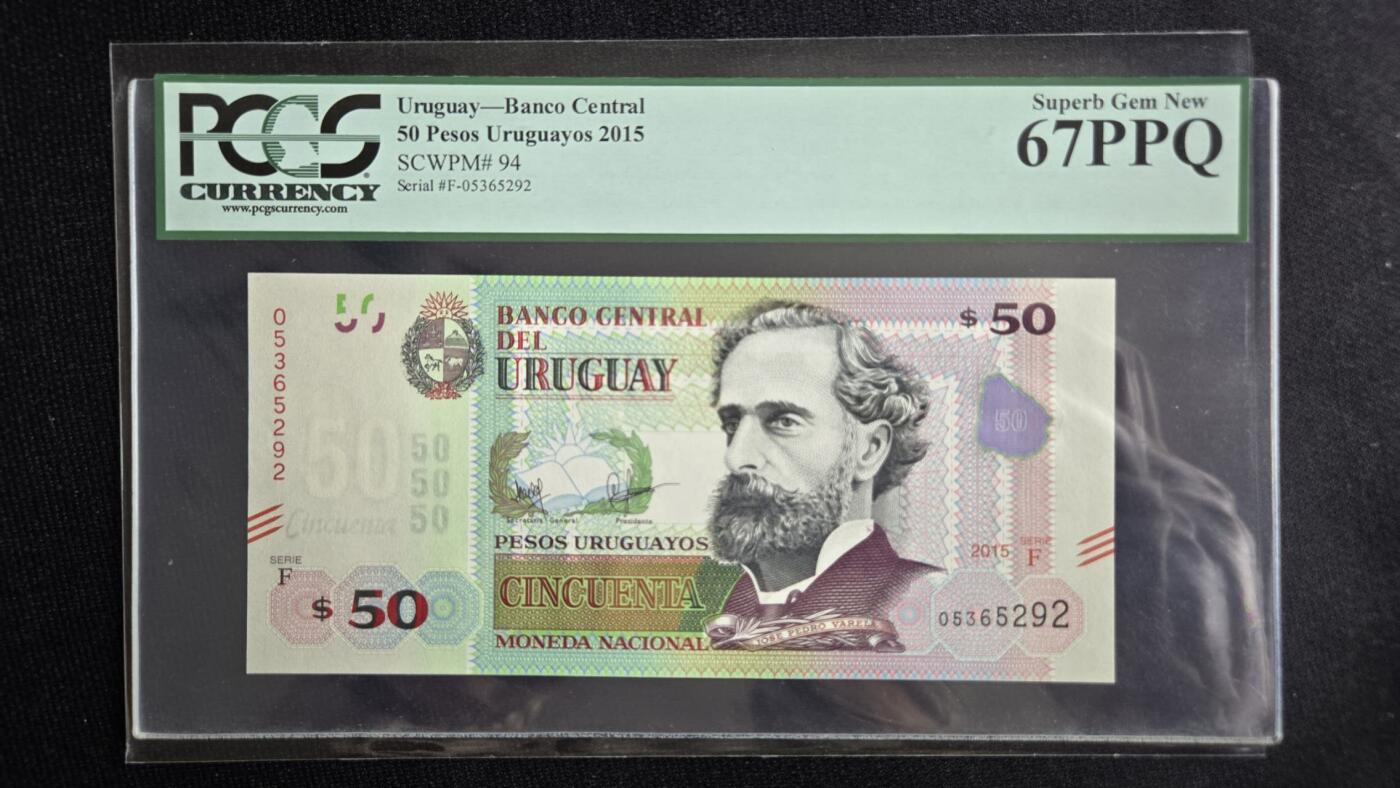 PCGS
CURRENCY
www.pcgscurrency.com
Uruguay—Banco Central
50 Pesos Uruguayos 2015
SCWPM# 94
Serial #F-05365292
Superb Gem New
67PPQ
05365292
50
BANCO CENTRAL
DEL
URUGUAY
$ 50
50
50
50
50
50
Cincuenta
Secretario General
Presidente
PESOS URUGUAYOS
CINCUENTA
MONEDA NACIONAL
SERIE
F
$ 50
JOSE PEDRO VARELA
2015
SERIE
F
05365292